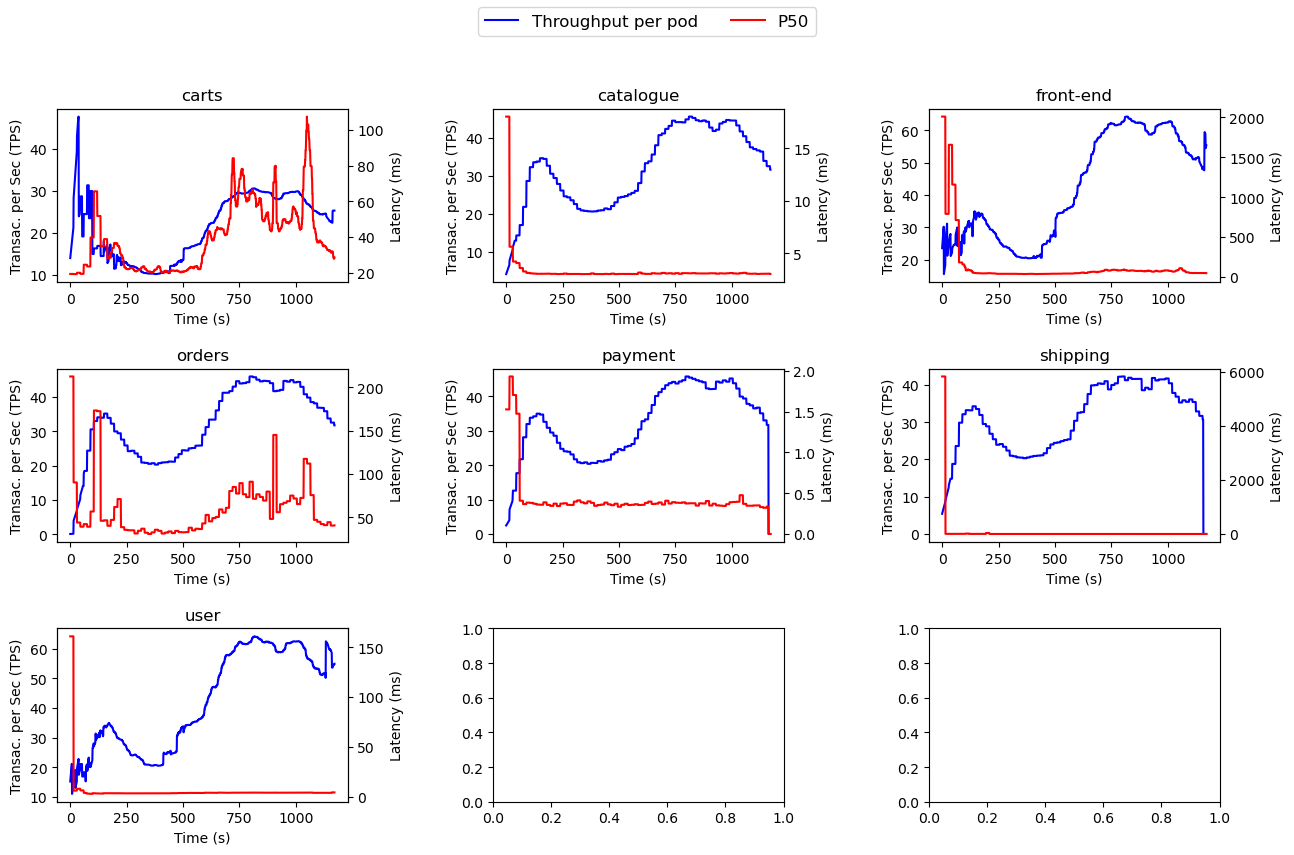 Throughput per pod P50
carts catalogue front-end
Transac. per Sec (TPS)
40
30
20
10
0 250 500 750 1000
Time (s)
100
80
60
40
20
Latency (ms)
Transac. per Sec (TPS)
40
30
20
10
0 250 500 750 1000
Time (s)
15
10
5
Latency (ms)
Transac. per Sec (TPS)
60
50
40
30
20
0 250 500 750 1000
Time (s)
2000
1500
1000
500
0
Latency (ms)
orders payment shipping
Transac. per Sec (TPS)
40
30
20
10
0
0 250 500 750 1000
Time (s)
200
150
100
50
Latency (ms)
Transac. per Sec (TPS)
40
30
20
10
0
0 250 500 750 1000
Time (s)
2.0
1.5
1.0
0.5
0.0
Latency (ms)
Transac. per Sec (TPS)
40
30
20
10
0
0 250 500 750 1000
Time (s)
6000
4000
2000
0
Latency (ms)
user
Transac. per Sec (TPS)
60
50
40
30
20
10
0 250 500 750 1000
Time (s)
150
100
50
0
Latency (ms)
1.0
0.8
0.6
0.4
0.2
0.0
0.0 0.2 0.4 0.6 0.8 1.0
1.0
0.8
0.6
0.4
0.2
0.0
0.0 0.2 0.4 0.6 0.8 1.0